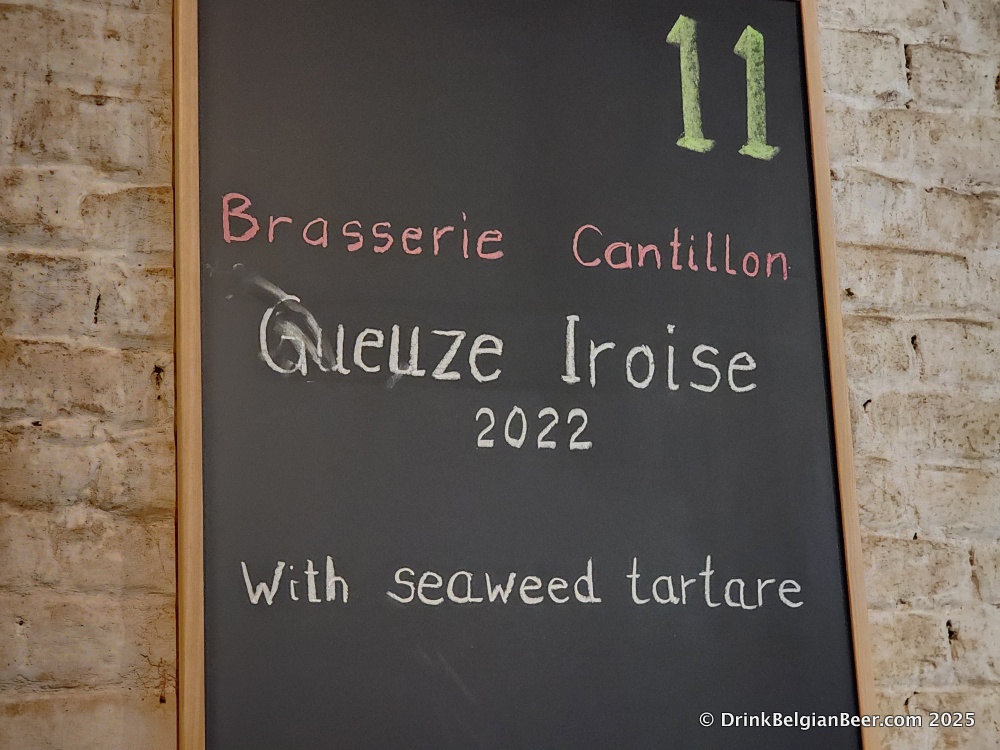 11
Brasserie Cantillon
Gueuze Iroise
2022
With seaweed tartare
© DrinkBelgianBeer.com 2025